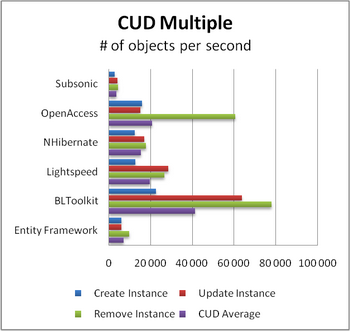 CUD Multiple
# of objects per second
Subsonic
OpenAccess
NHibernate
Lightspeed
BLToolkit
Entity Framework
0 20 000 40 000 60 000 80 000 100 000
Create Instance Update Instance
Remove Instance CUD Average